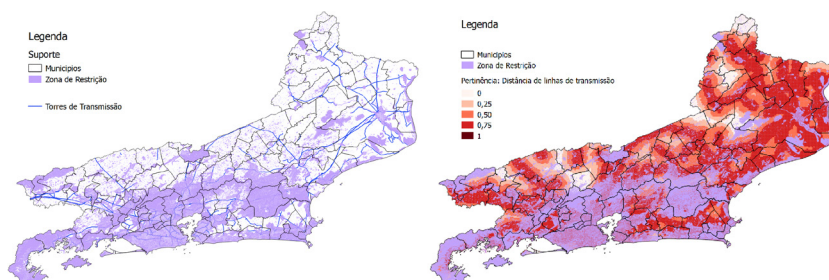 Legenda
Suporte
Municípios
Zona de Restrição
Torres de Transmissão
Legenda
Municípios
Zona de Restrição
Pertinência: Distância de linhas de transmissão
0
0,25
0,50
0,75
1